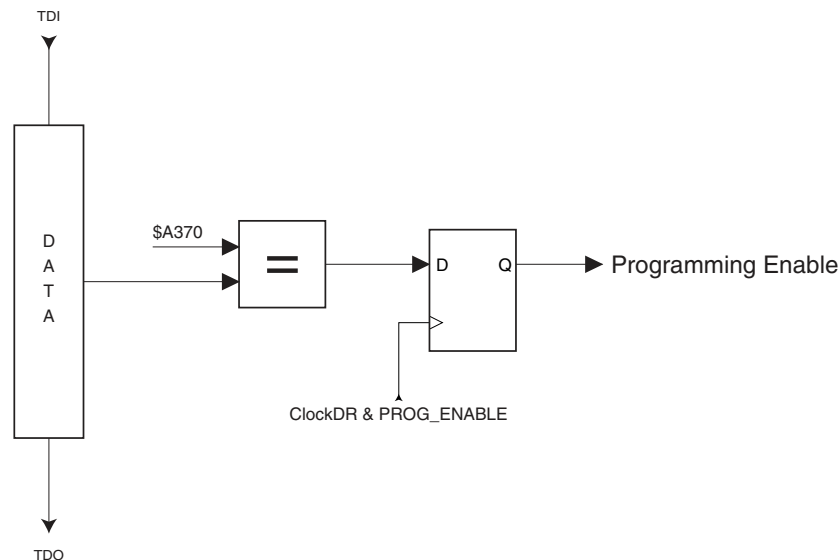 TDI
D
A
T
A
$A370
=
D
Q
Programming Enable
ClockDR & PROG_ENABLE
TDO